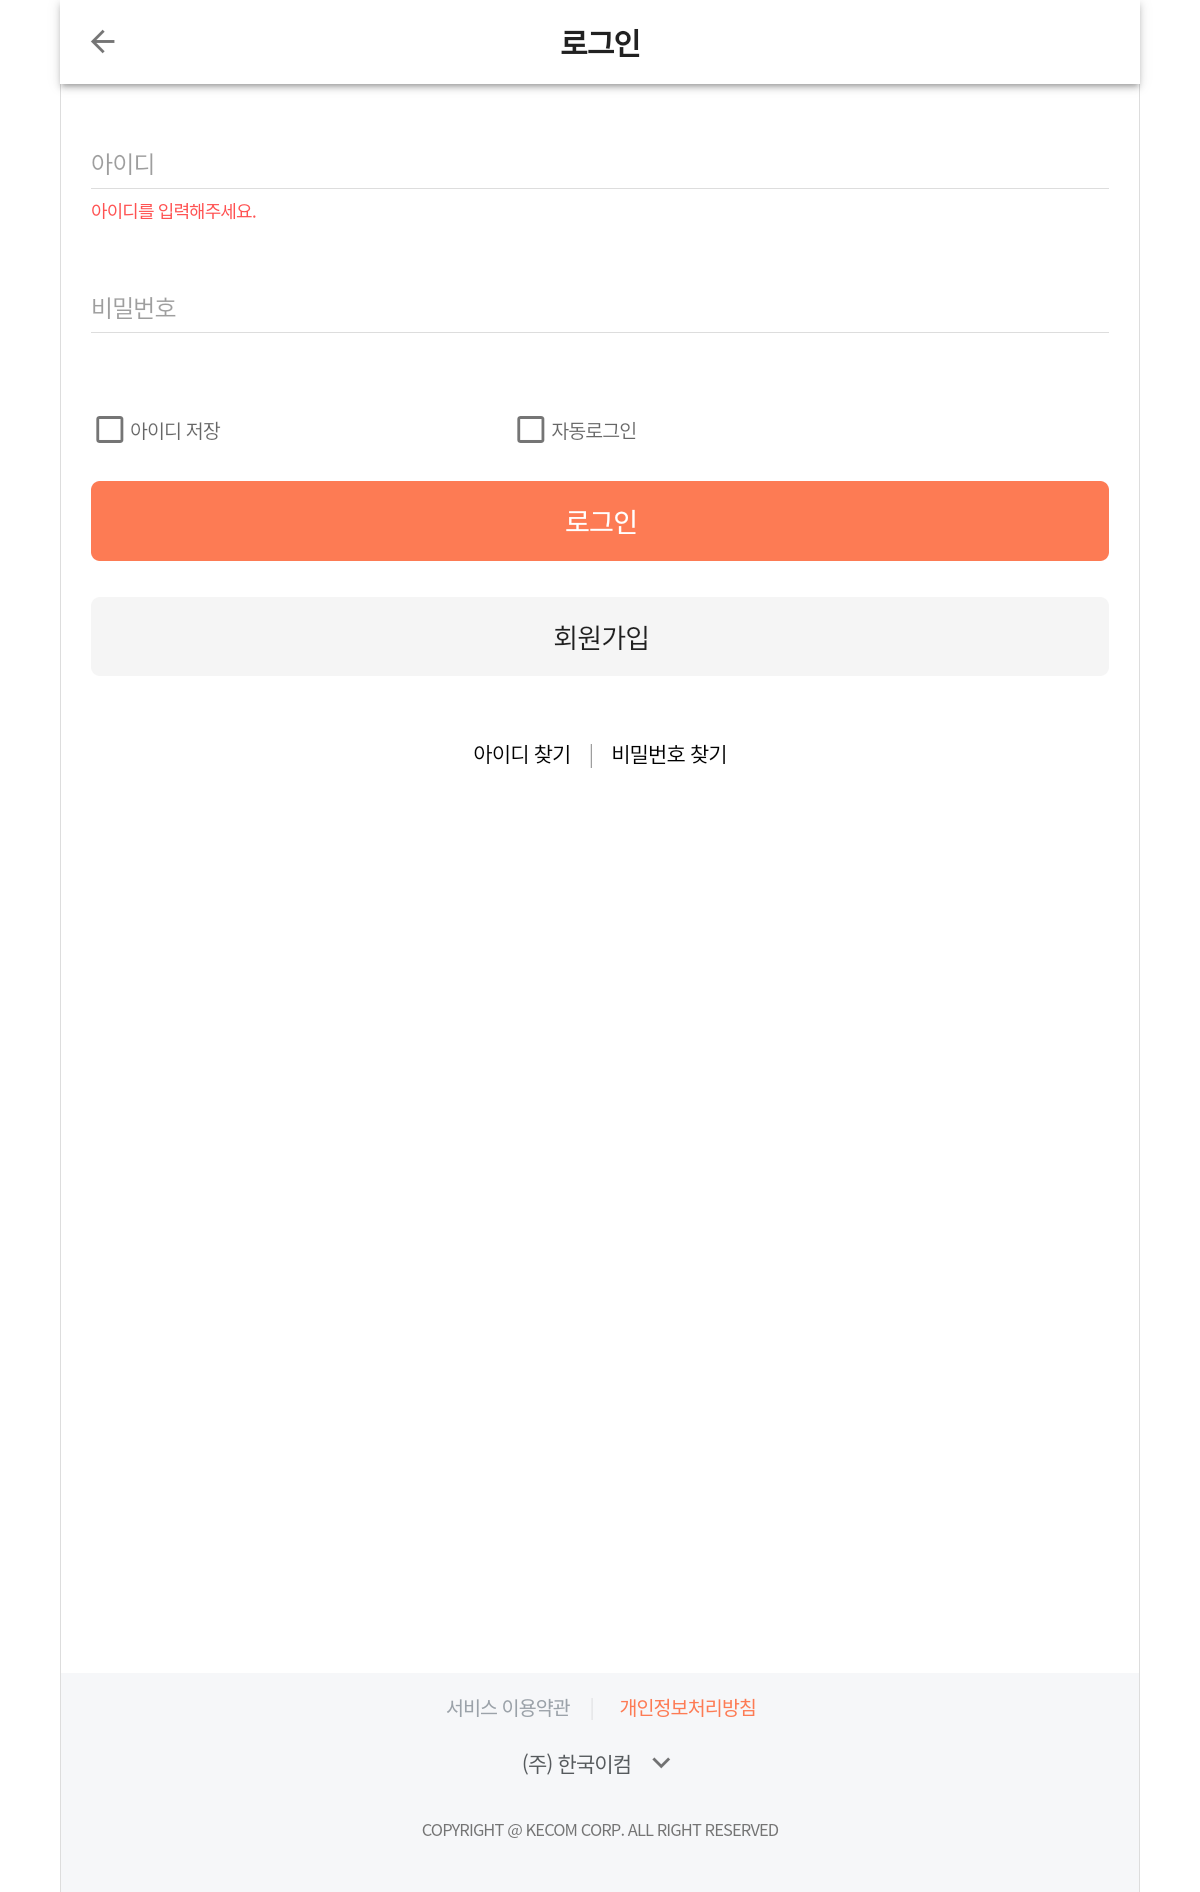 로그인
아이디
아이디를 입력해주세요.
비밀번호
아이디 저장 자동로그인
로그인
회원가입
아이디 찾기 | 비밀번호 찾기
서비스 이용약관 | 개인정보처리방침
(주) 한국이컴
COPYRIGHT @ KECOM CORP. ALL RIGHT RESERVED